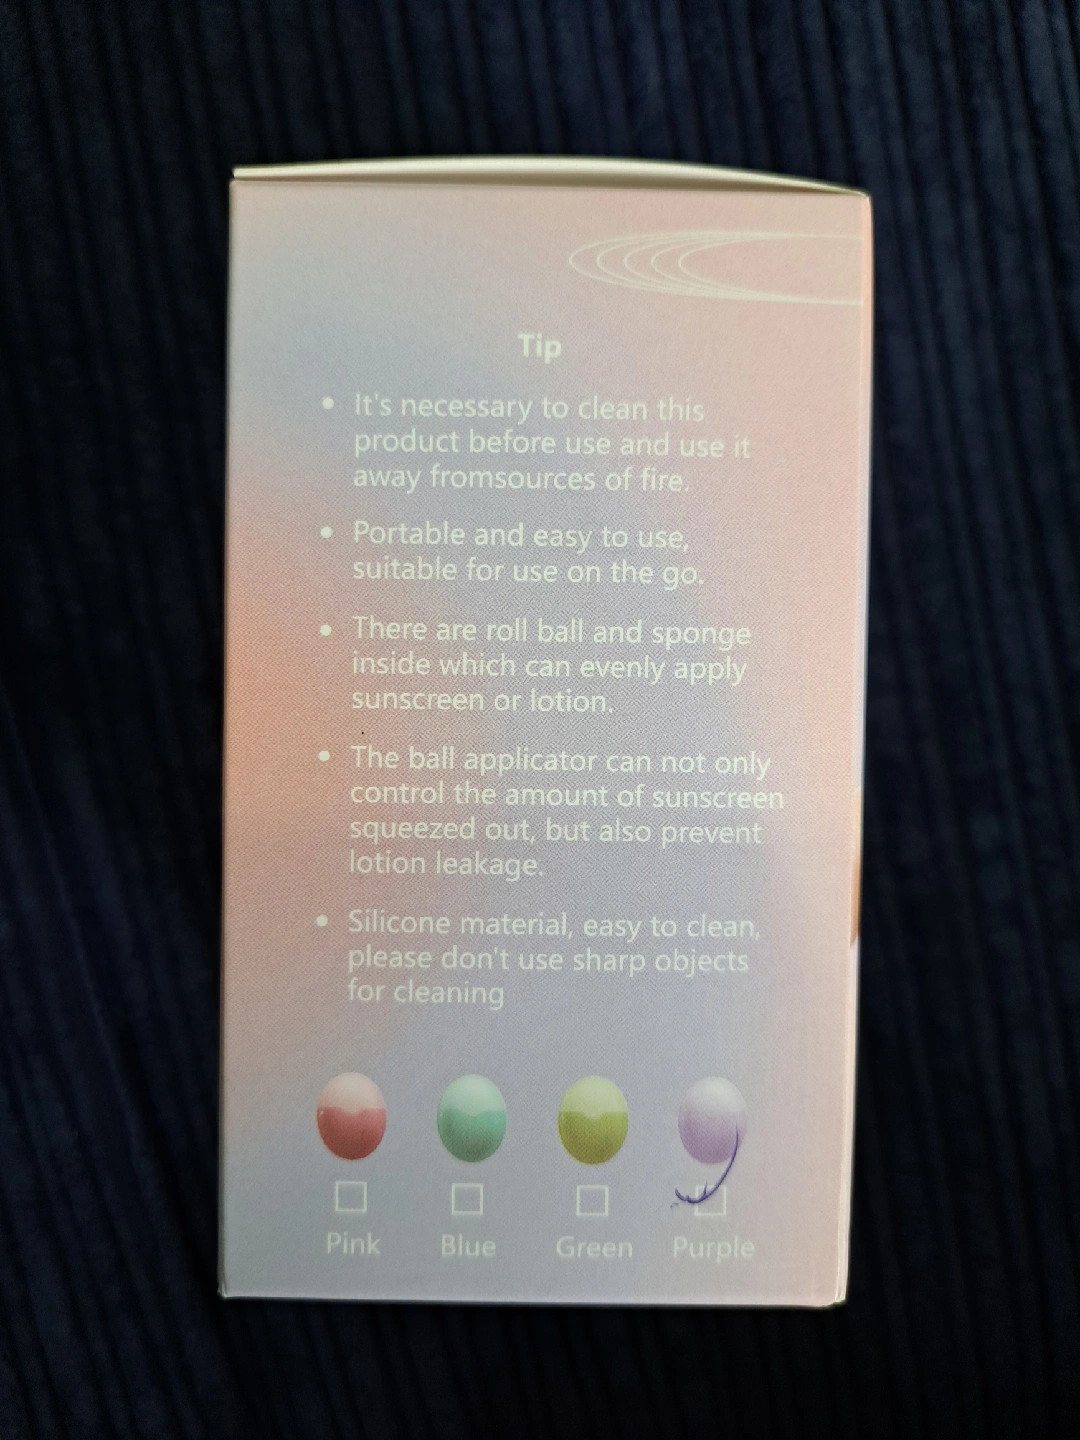 Tip
• It's necessary to clean this
product before use and use it
away fromsources of fire.
• Portable and easy to use,
suitable for use on the go.
• There are roll ball and sponge
inside which can evenly apply
sunscreen or lotion.
• The ball applicator can not only
control the amount of sunscreen
squeezed out, but also prevent
lotion leakage.
• Silicone material, easy to clean,
please don't use sharp objects
for cleaning
Pink Blue Green Purple